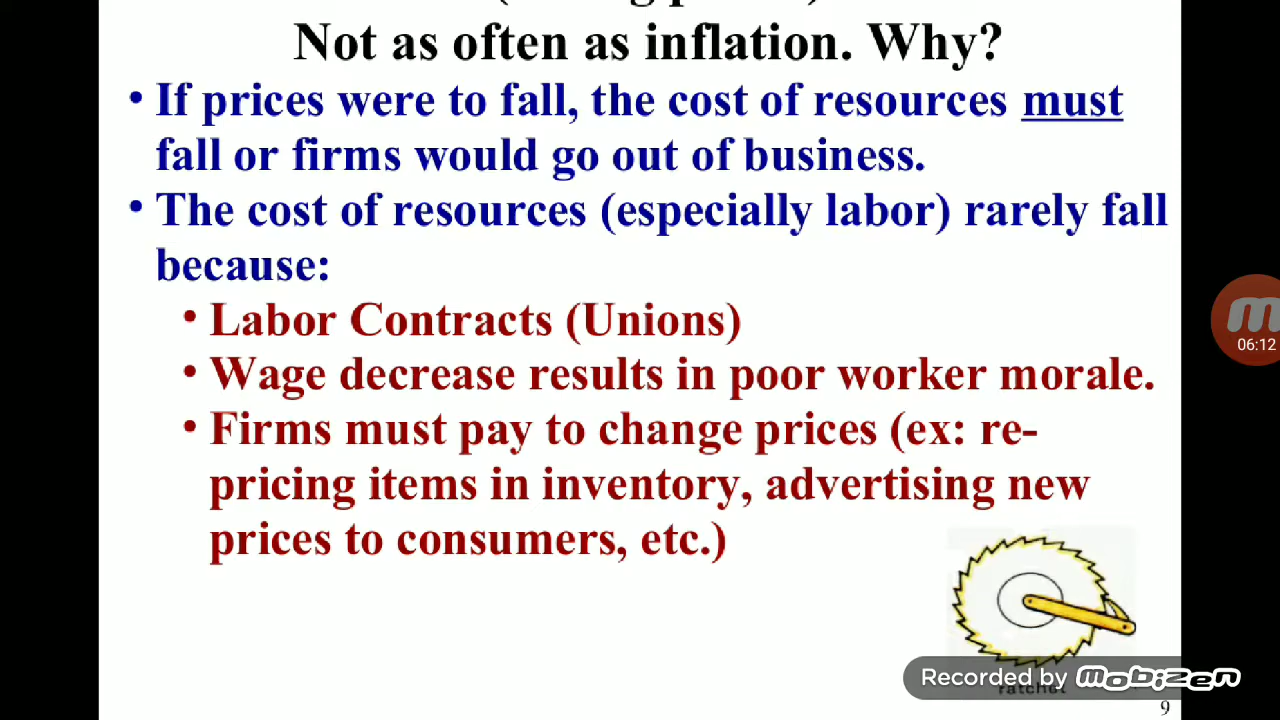 Not as often as inflation. Why?
• If prices were to fall, the cost of resources must
fall or firms would go out of business.
• The cost of resources (especially labor) rarely fall
because:
• Labor Contracts (Unions)
• Wage decrease results in poor worker morale.
• Firms must pay to change prices (ex: re-
pricing items in inventory, advertising new
prices to consumers, etc.)
06:12
Recorded by mobizen
ratchet
9